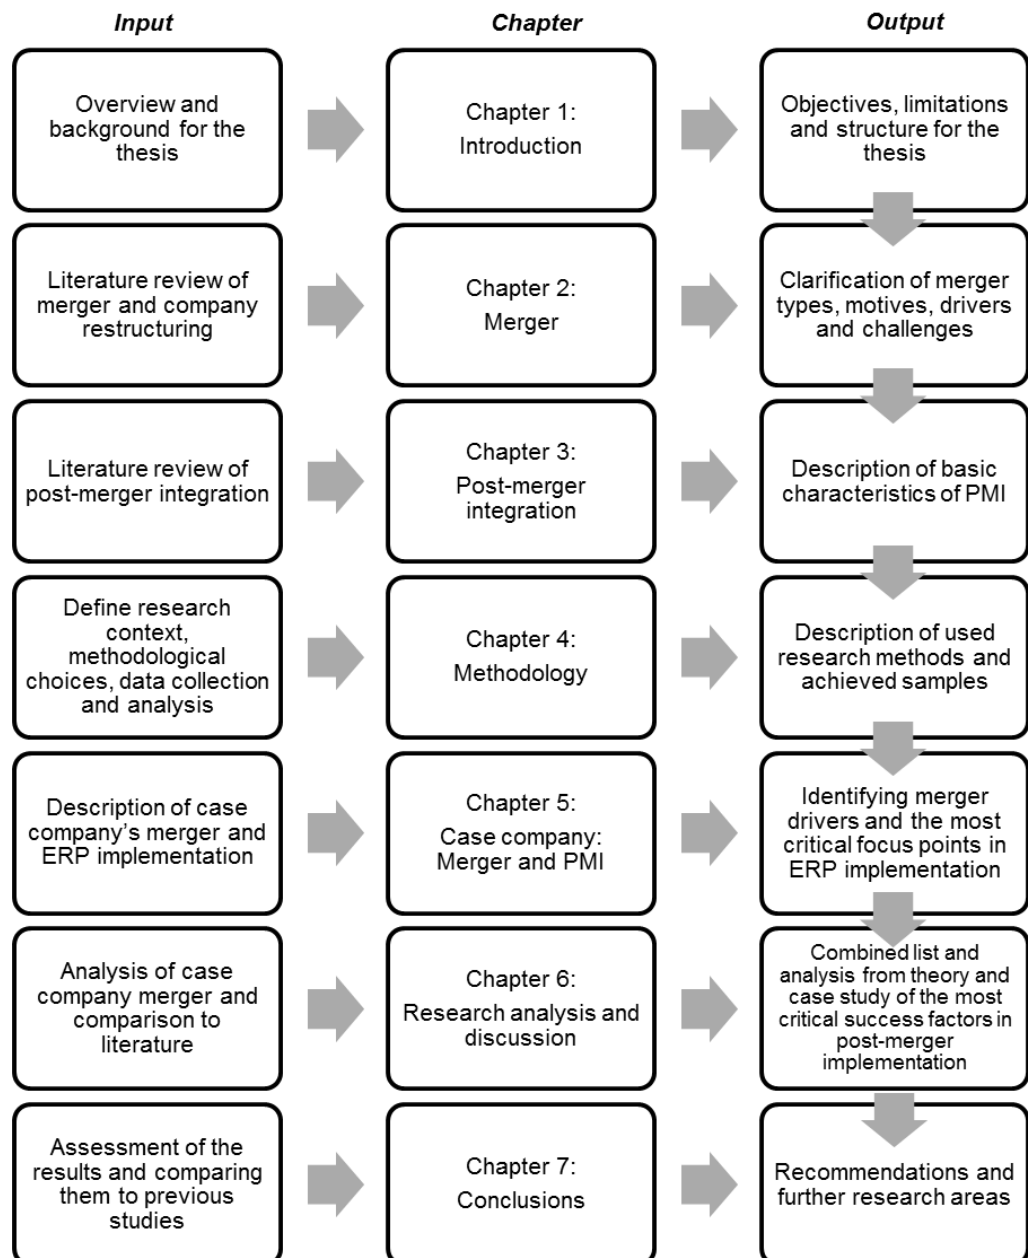 Input Chapter Output
Overview and
background for the
thesis
Chapter 1:
Introduction
Objectives, limitations
and structure for the
thesis
Literature review of
merger and company
restructuring
Chapter 2:
Merger
Clarification of merger
types, motives, drivers
and challenges
Literature review of
post-merger integration
Chapter 3:
Post-merger
integration
Description of basic
characteristics of PMI
Define research
context,
methodological
choices, data collection
and analysis
Chapter 4:
Methodology
Description of used
research methods and
achieved samples
Description of case
company's merger and
ERP implementation
Chapter 5:
Case company:
Merger and PMI
Identifying merger
drivers and the most
critical focus points in
ERP implementation
Analysis of case
company merger and
comparison to
literature
Chapter 6:
Research analysis and
discussion
Combined list and
analysis from theory and
case study of the most
critical success factors in
post-merger
implementation
Assessment of the
results and comparing
them to previous
studies
Chapter 7:
Conclusions
Recommendations and
further research areas